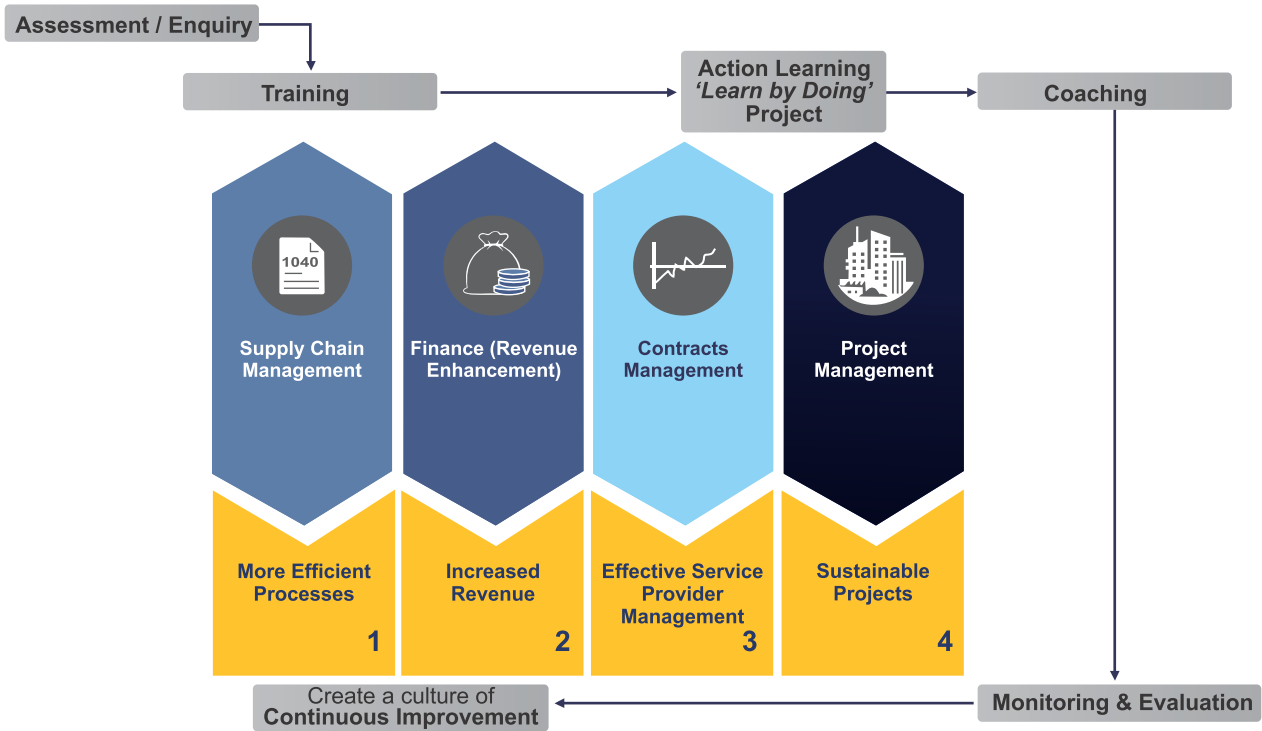 Assessment / Enquiry
Training
Action Learning
‘Learn by Doing’
Project
Coaching
1040
Supply Chain
Management
Finance (Revenue
Enhancement)
Contracts
Management
Project
Management
More Efficient
Processes
1
Increased
Revenue
2
Effective Service
Provider
Management
3
Sustainable
Projects
4
Create a culture of
Continuous Improvement
Monitoring & Evaluation